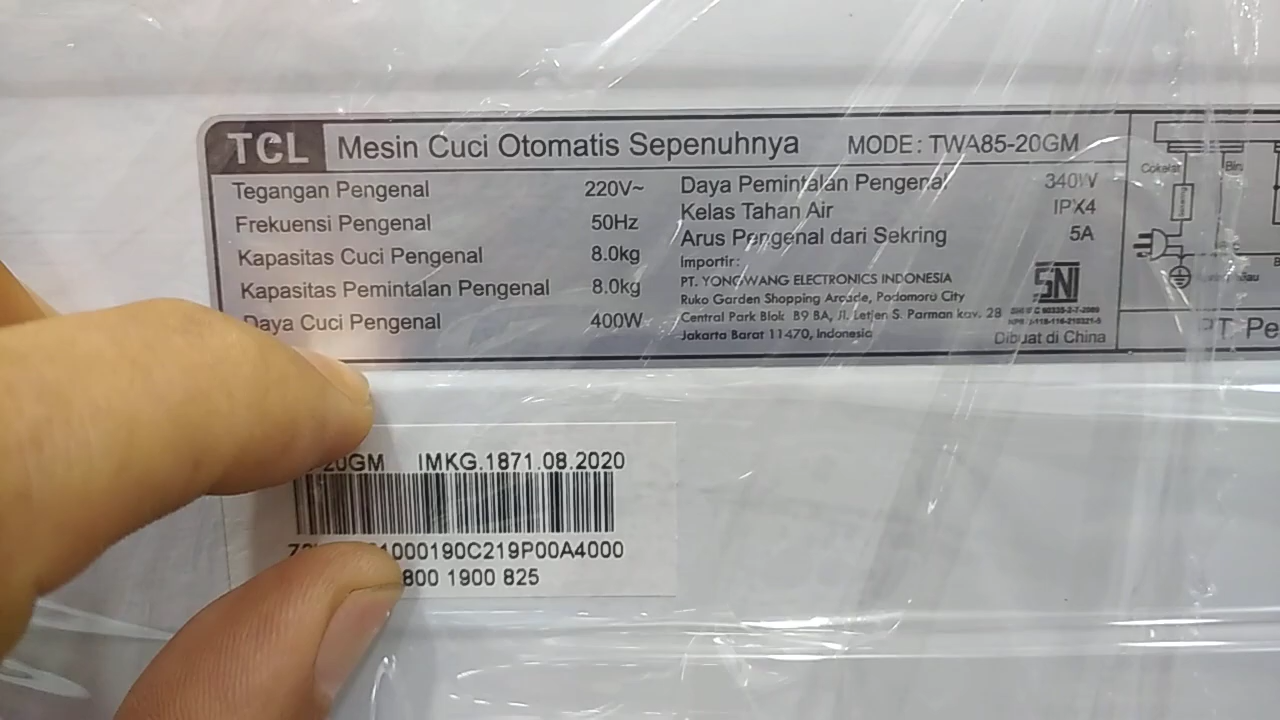 TCL Mesin Cuci Otomatis Sepenuhnya MODE: TWA85-20GM
Tegangan Pengenal 220V~
Frekuensi Pengenal 50Hz
Kapasitas Cuci Pengenal 8.0kg
Kapasitas Pemintalan Pengenal 8.0kg
Daya Cuci Pengenal 400W
Daya Pemintalan Pengenal 340W
Kelas Tahan Air IPX4
Arus Pengenal dari Sekring 5A
Importir:
PT. YONGWANG ELECTRONICS INDONESIA
Ruko Garden Shopping Arcade, Podomoro City
Central Park Blok B9 BA, Jl. Letjen S. Parman kav. 28
Jakarta Barat 11470, Indonesia
SNI
Dibuat di China
Cokelat
Biru
PT. Pe
20GM IMKG.1871.08.2020
1000190C219P00A4000
800 1900 825